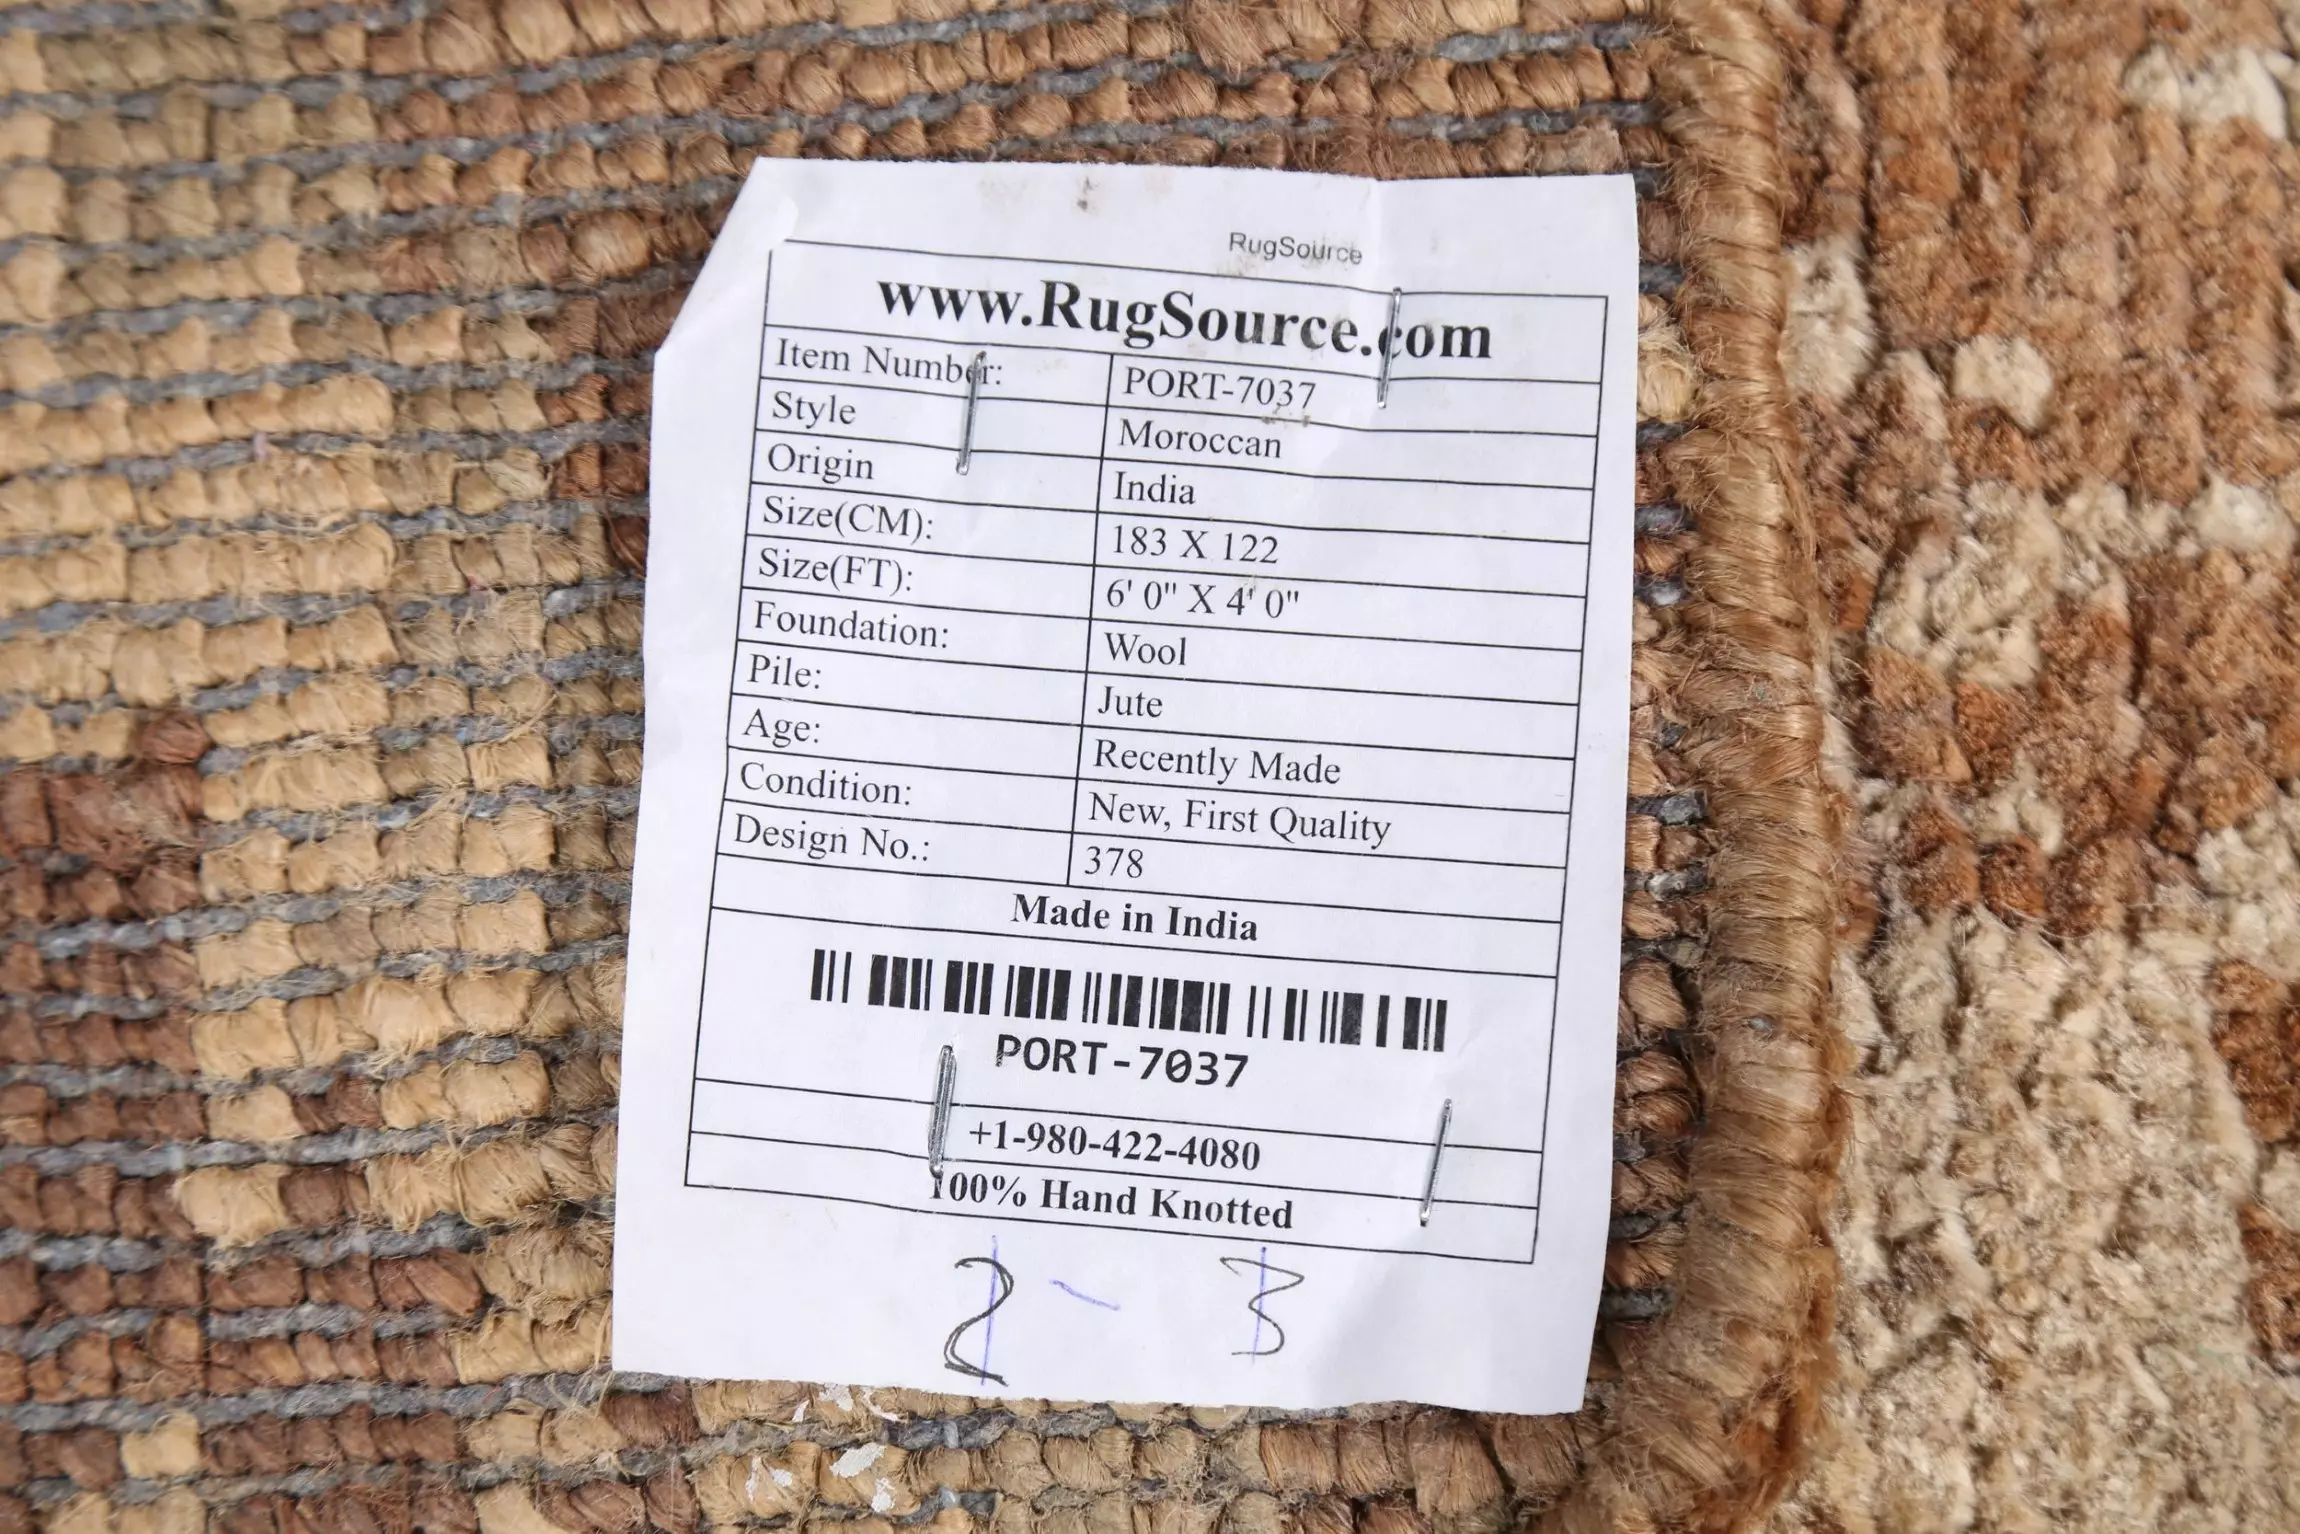 RugSource
www.RugSource.com
Item Number: PORT-7037
Style Moroccan
Origin India
Size(CM): 183 X 122
Size(FT): 6' 0" X 4' 0"
Foundation: Wool
Pile: Jute
Age: Recently Made
Condition: New, First Quality
Design No.: 378
Made in India
PORT-7037
+1-980-422-4080
100% Hand Knotted
2 - 3